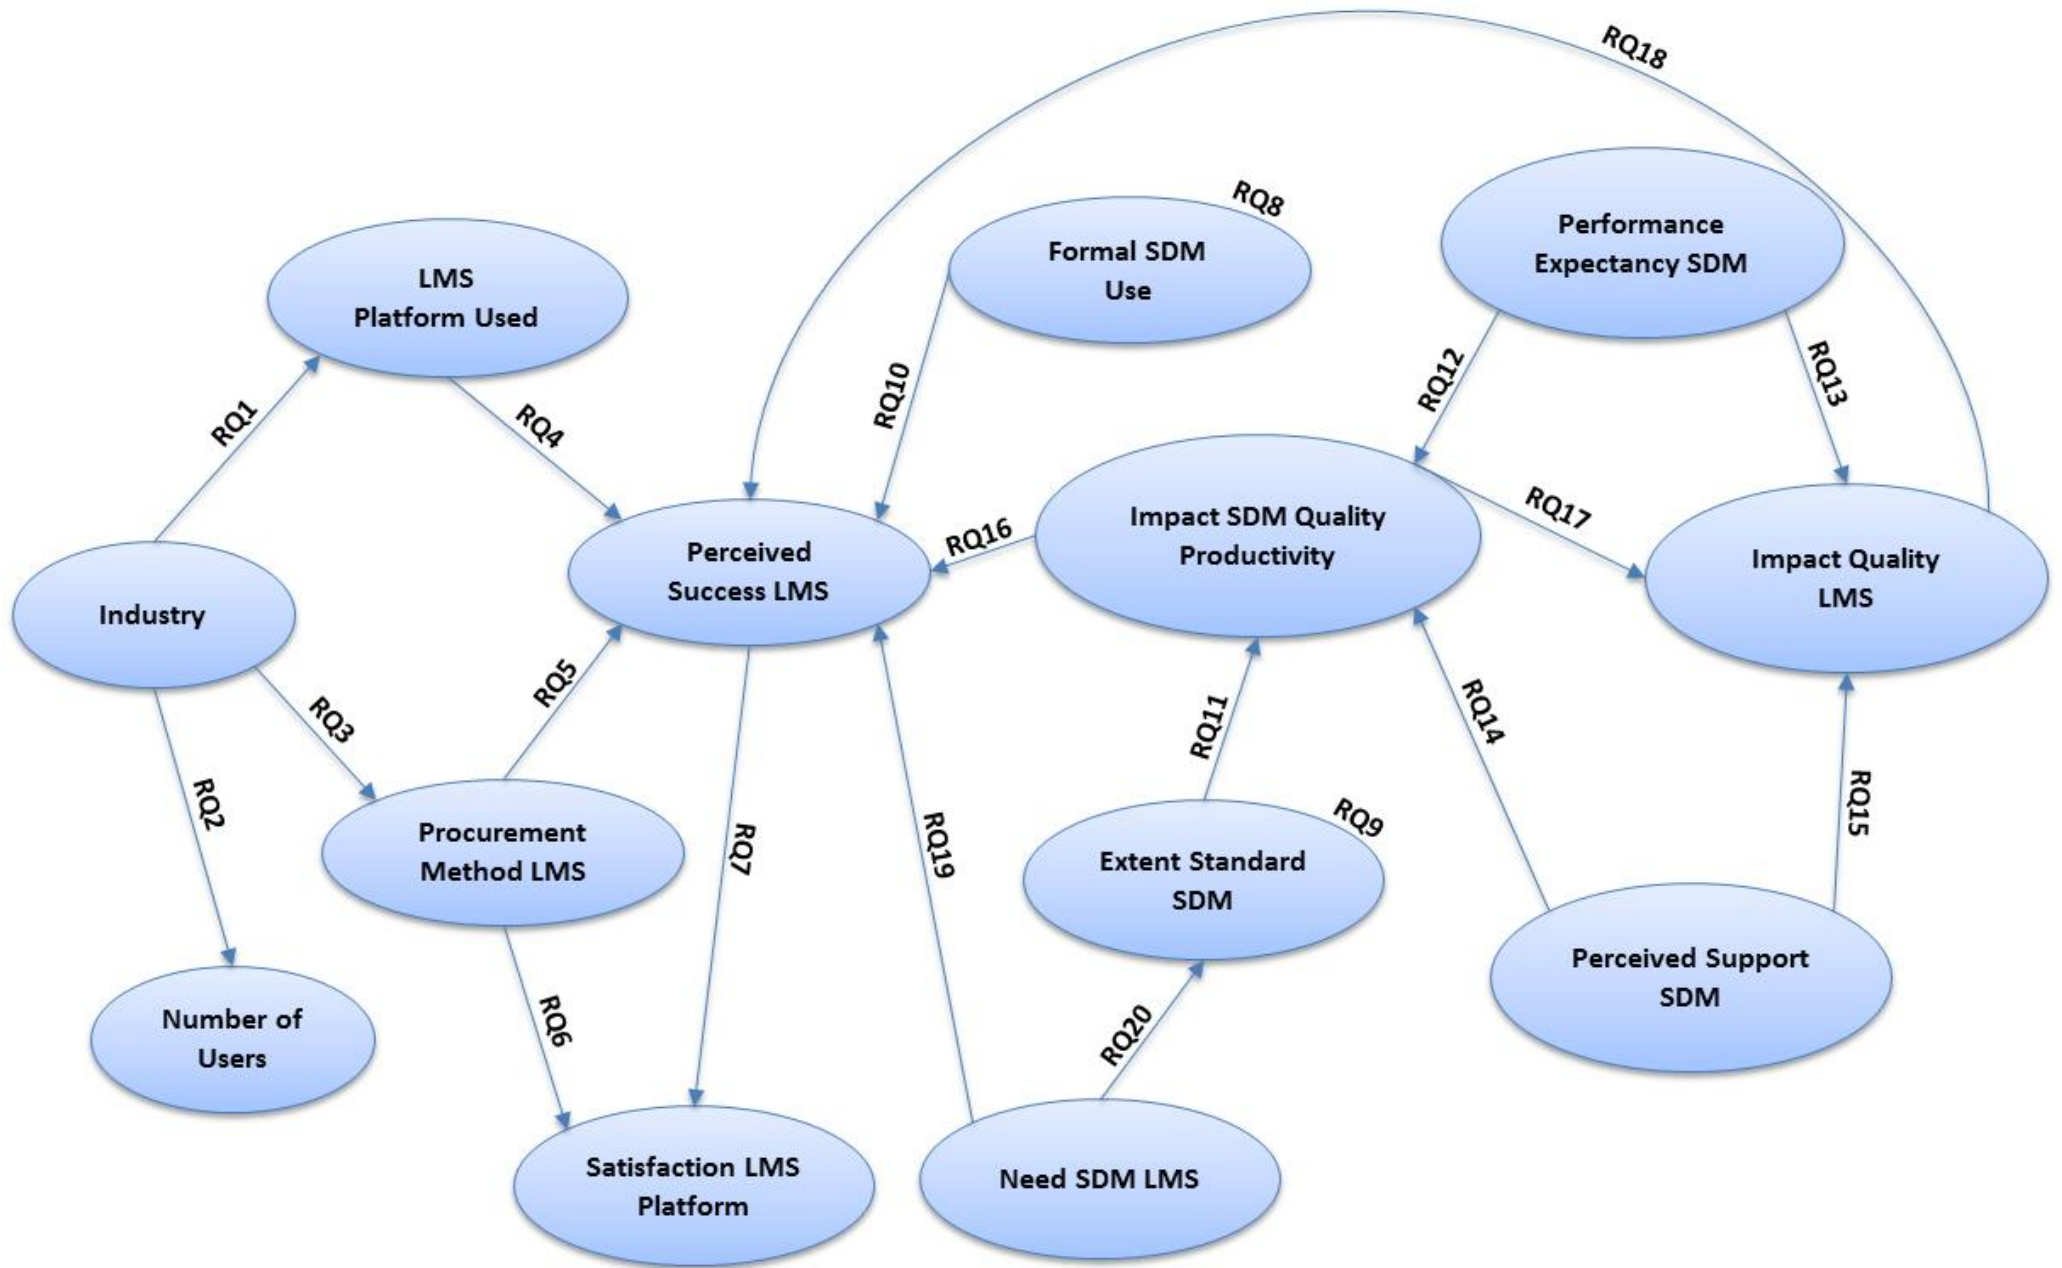 RQ18
RQ8
Formal SDM
Use
Performance
Expectancy SDM
LMS
Platform Used
RQ1
RQ4
RQ10
RQ12
RQ13
Industry
Perceived
Success LMS
RQ16
Impact SDM Quality
Productivity
RQ17
Impact Quality
LMS
RQ3
RQ5
RQ2
RQ7
RQ19
RQ11
RQ14
RQ15
Procurement
Method LMS
RQ9
Extent Standard
SDM
Perceived Support
SDM
Number of
Users
RQ6
RQ20
Satisfaction LMS
Platform
Need SDM LMS